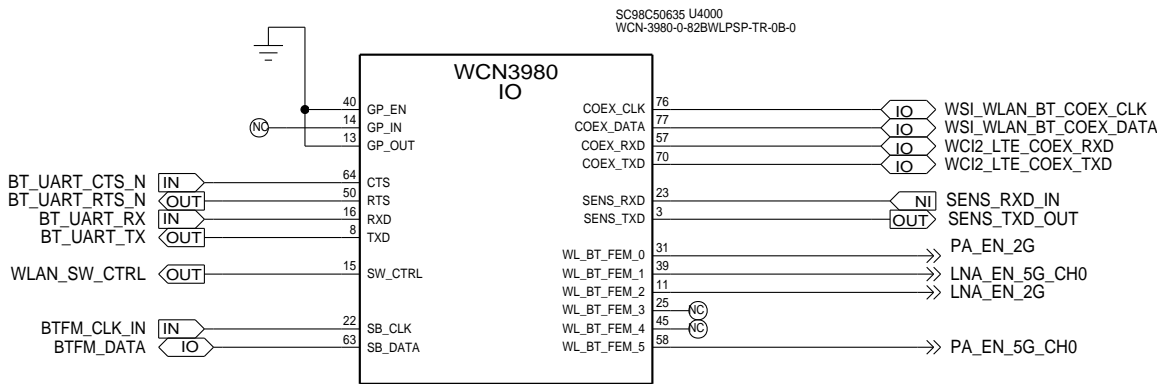 SC98C50635 U4000
WCN-3980-0-82BWLPSP-TR-0B-0
WCN3980
IO
40 GP_EN
NC 14 GP_IN
13 GP_OUT
BT_UART_CTS_N IN 64 CTS
BT_UART_RTS_N OUT 50 RTS
BT_UART_RX IN 16 RXD
BT_UART_TX OUT 8 TXD
WLAN_SW_CTRL OUT 15 SW_CTRL
BTFM_CLK_IN IN 22 SB_CLK
BTFM_DATA IO 63 SB_DATA
COEX_CLK 76 IO WSI_WLAN_BT_COEX_CLK
COEX_DATA 77 IO WSI_WLAN_BT_COEX_DATA
COEX_RXD 57 IO WCI2_LTE_COEX_RXD
COEX_TXD 70 IO WCI2_LTE_COEX_TXD
SENS_RXD 23 NI SENS_RXD_IN
SENS_TXD 3 OUT SENS_TXD_OUT
WL_BT_FEM_0 31 PA_EN_2G
WL_BT_FEM_1 39 LNA_EN_5G_CH0
WL_BT_FEM_2 11 LNA_EN_2G
WL_BT_FEM_3 25 NC
WL_BT_FEM_4 45 NC
WL_BT_FEM_5 58 PA_EN_5G_CH0